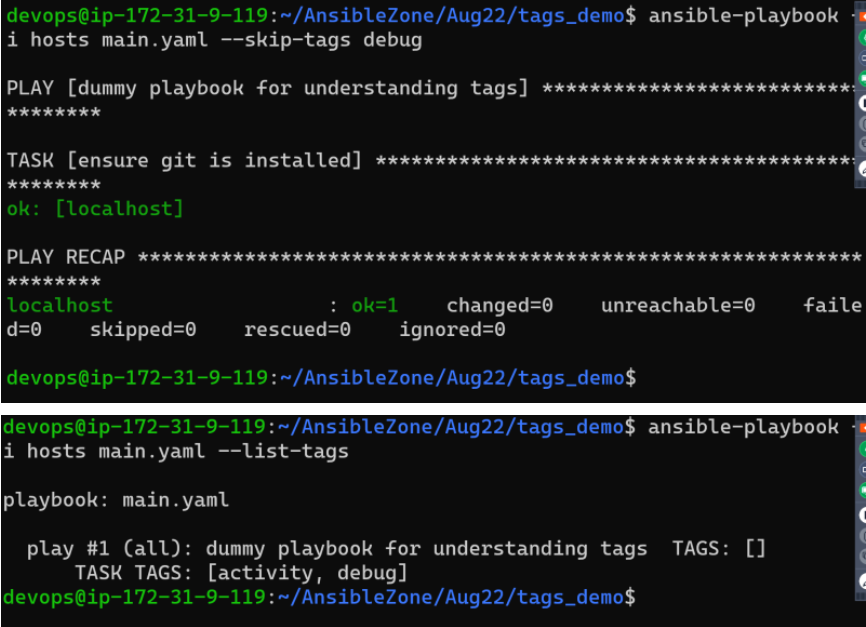 devops@ip-172-31-9-119:~/AnsibleZone/Aug22/tags_demo$ ansible-playbook -
i hosts main.yaml --skip-tags debug
PLAY [dummy playbook for understanding tags] **************************
********
TASK [ensure git is installed] ****************************************
********
ok: [localhost]
PLAY RECAP *************************************************************
********
localhost                  : ok=1    changed=0    unreachable=0    faile
d=0    skipped=0    rescued=0    ignored=0
devops@ip-172-31-9-119:~/AnsibleZone/Aug22/tags_demo$
devops@ip-172-31-9-119:~/AnsibleZone/Aug22/tags_demo$ ansible-playbook -
i hosts main.yaml --list-tags
playbook: main.yaml
  play #1 (all): dummy playbook for understanding tags  TAGS: []
      TASK TAGS: [activity, debug]
devops@ip-172-31-9-119:~/AnsibleZone/Aug22/tags_demo$